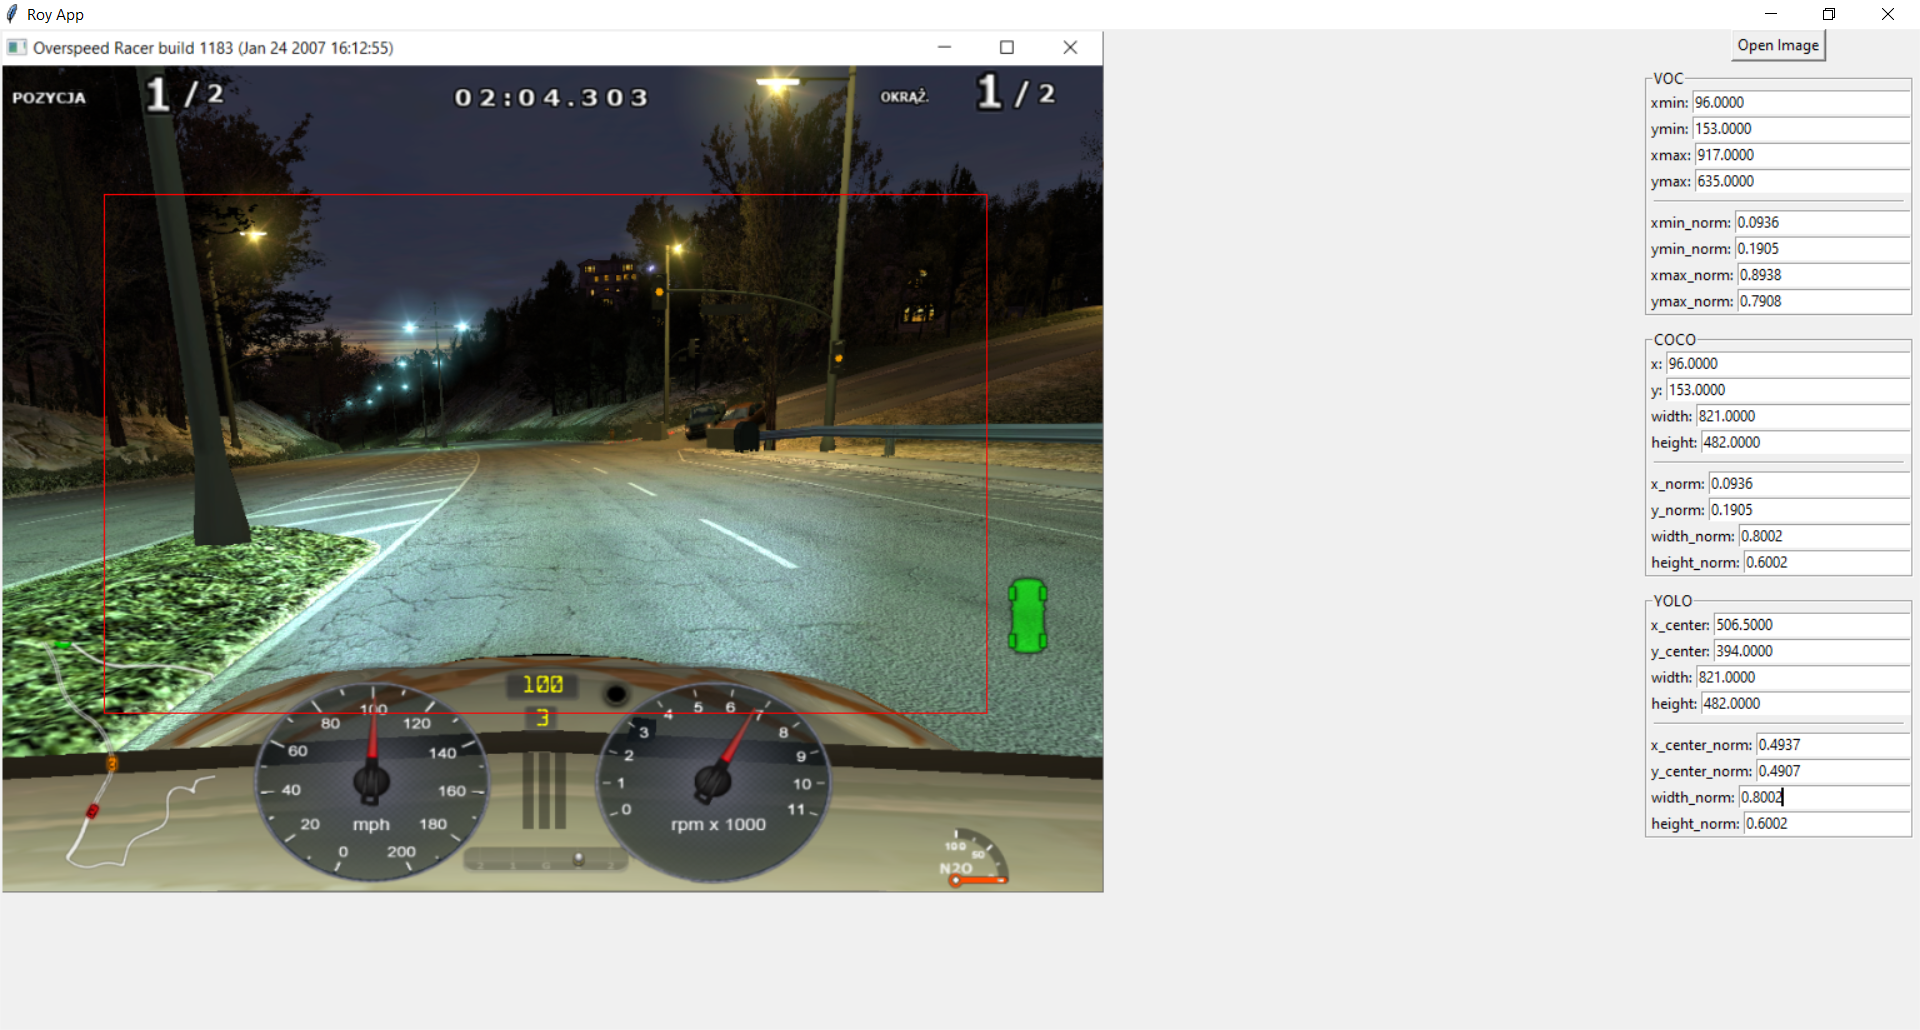 Roy App
Overspeed Racer build 1183 (Jan 24 2007 16:12:55)
POZYCJA 1 / 2 02:04.303 OKRĄŻ. 1 / 2
100
3
0 20 40 60 80 100 120 140 160 180 200
mph
0 1 2 3 4 5 6 7 8 9 10 11
rpm x 1000
100 50
N2O
Open Image
VOC
xmin: 96.0000
ymin: 153.0000
xmax: 917.0000
ymax: 635.0000
xmin_norm: 0.0936
ymin_norm: 0.1905
xmax_norm: 0.8938
ymax_norm: 0.7908
COCO
x: 96.0000
y: 153.0000
width: 821.0000
height: 482.0000
x_norm: 0.0936
y_norm: 0.1905
width_norm: 0.8002
height_norm: 0.6002
YOLO
x_center: 506.5000
y_center: 394.0000
width: 821.0000
height: 482.0000
x_center_norm: 0.4937
y_center_norm: 0.4907
width_norm: 0.8002
height_norm: 0.6002